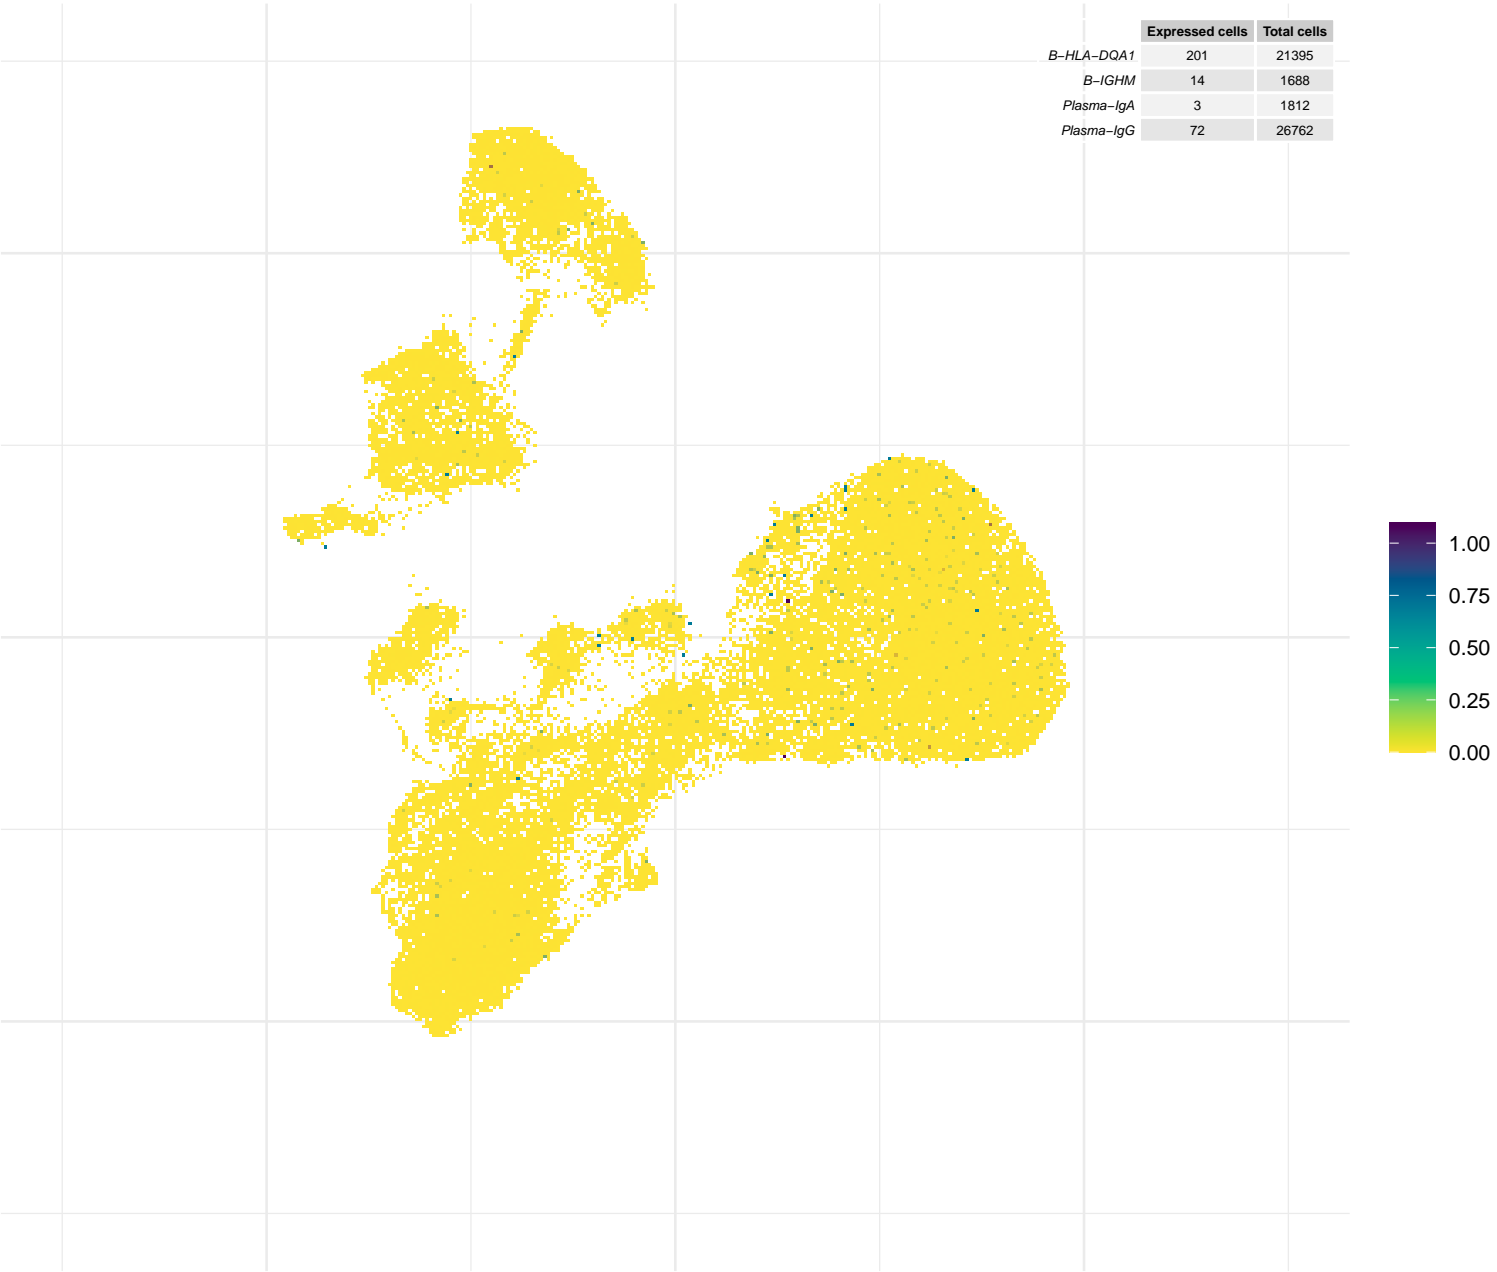 Expressed cells Total cells
B−HLA−DQA1 201 21395
B−IGHM 14 1688
Plasma−IgA 3 1812
Plasma−IgG 72 26762
1.00
0.75
0.50
0.25
0.00